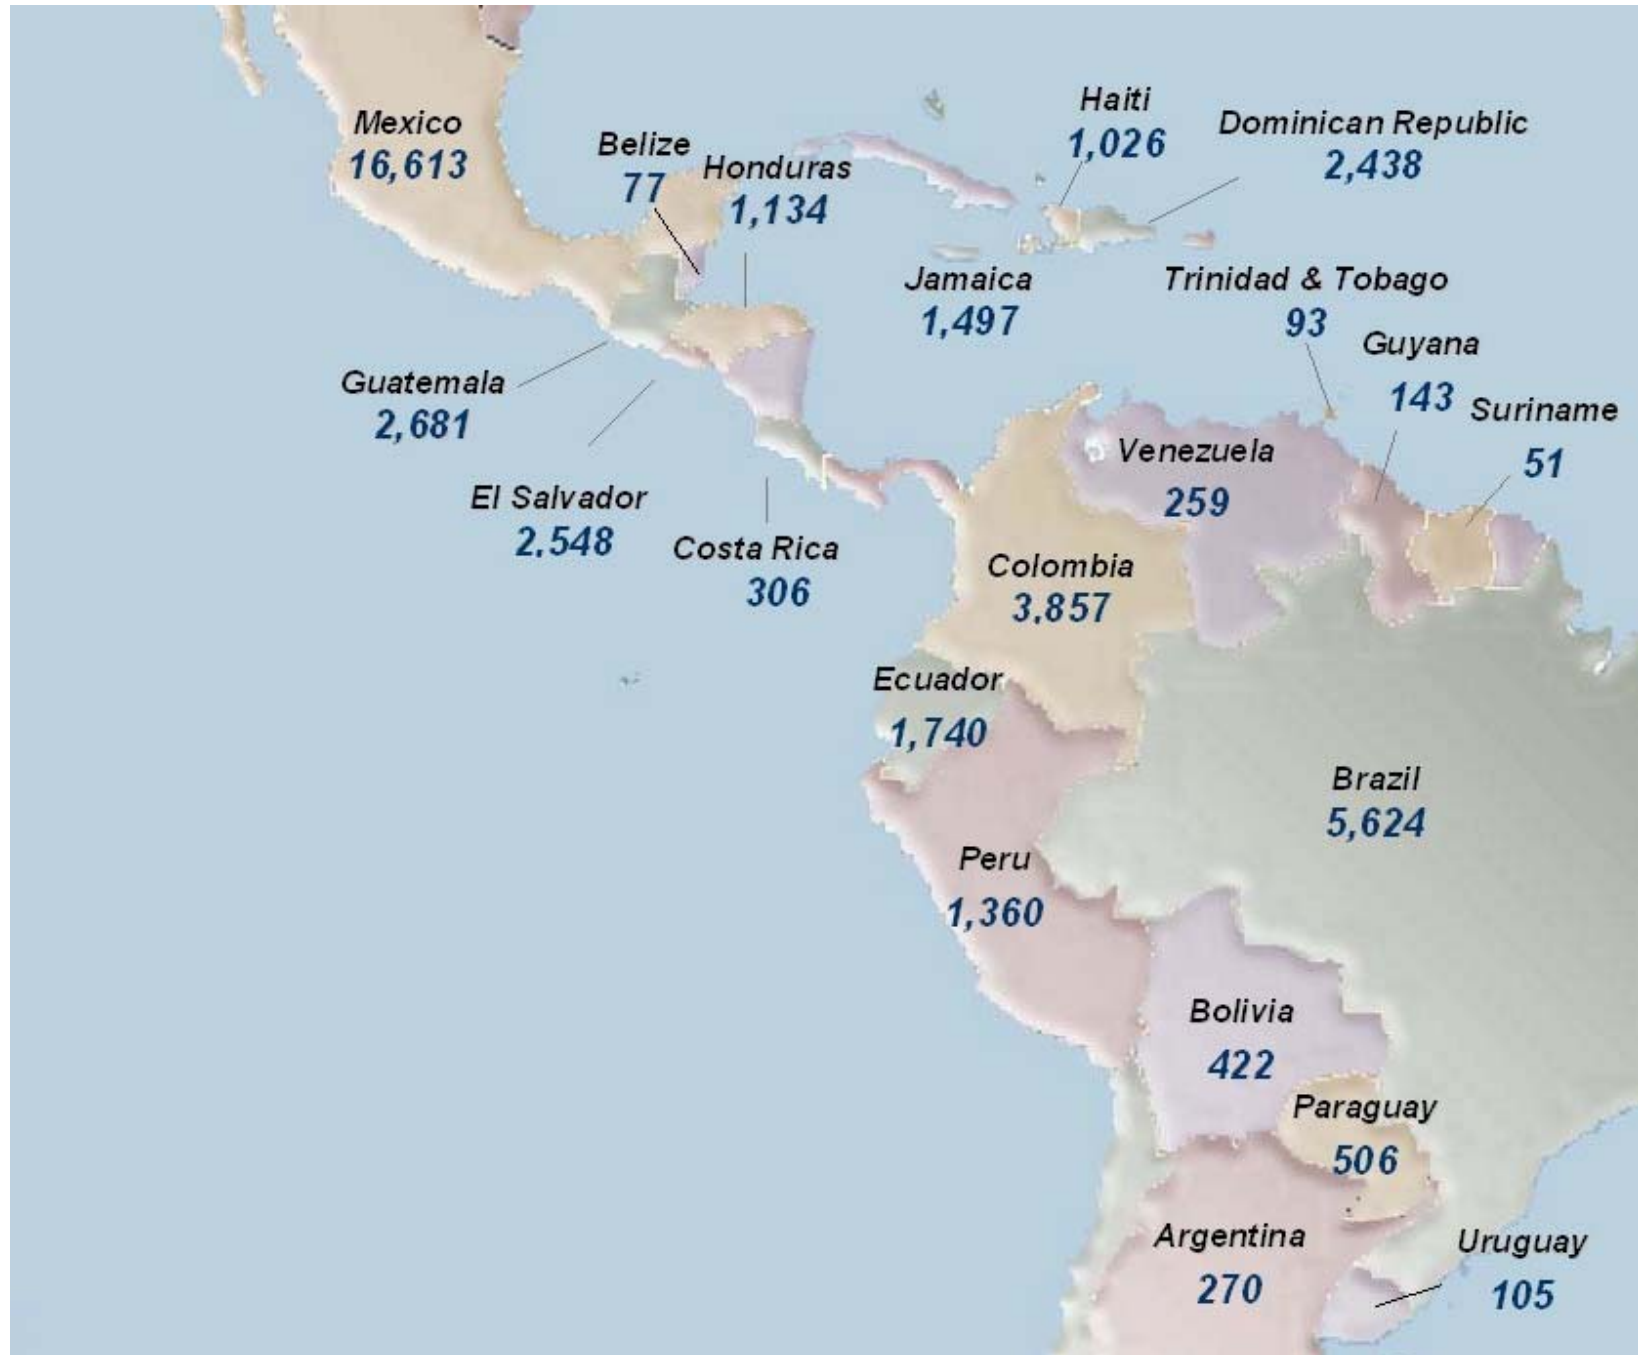 Mexico
16,613
Belize
77
Honduras
1,134
Haiti
1,026
Dominican Republic
2,438
Jamaica
1,497
Trinidad & Tobago
93
Guyana
143
Suriname
51
Guatemala
2,681
El Salvador
2.548
Costa Rica
306
Venezuela
259
Colombia
3,857
Ecuador
1,740
Brazil
5,624
Peru
1,360
Bolivia
422
Paraguay
506
Argentina
270
Uruguay
105